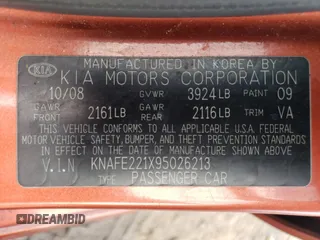 MANUFACTURED IN KOREA BY
KIA KIA MOTORS CORPORATION
10/08 GVWR 3924LB PAINT 09
GAWR FRONT 2161LB GAWR REAR 2116LB TRIM VA
THIS VEHICLE CONFORMS TO ALL APPLICABLE U.S.A. FEDERAL
MOTOR VEHICLE SAFETY, BUMPER, AND THEFT PREVENTION STANDARDS
IN EFFECT ON THE DATE OF MANUFACTURE SHOWN ABOVE.
V.I.N KNAFE221X95026213
TYPE PASSENGER CAR
DREAMBID